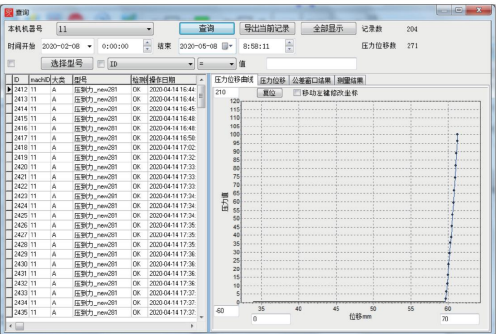 查询
本机机器号 11 查询 导出当前记录 全部显示 记录数 204
时间开始 2020-02-08 0:00:00 结束 2020-05-08 8:58:11 压力位移数 271
选择型号 ID = 值
ID machID 大类 型号 检测 操作日期
2412 11 A 压到力_new281 OK 2020-04-14 16:44:
2413 11 A 压到力_new281 OK 2020-04-14 16:44:
2414 11 A 压到力_new281 OK 2020-04-14 16:45:
2415 11 A 压到力_new281 OK 2020-04-14 16:48:
2416 11 A 压到力_new281 OK 2020-04-14 16:48:
2417 11 A 压到力_new281 OK 2020-04-14 16:58:
2418 11 A 压到力_new281 OK 2020-04-14 17:02:
2419 11 A 压到力_new281 OK 2020-04-14 17:32:
2420 11 A 压到力_new281 OK 2020-04-14 17:33:
2421 11 A 压到力_new281 OK 2020-04-14 17:33:
2422 11 A 压到力_new281 OK 2020-04-14 17:33:
2423 11 A 压到力_new281 OK 2020-04-14 17:34:
2424 11 A 压到力_new281 OK 2020-04-14 17:34:
2425 11 A 压到力_new281 OK 2020-04-14 17:34:
2426 11 A 压到力_new281 OK 2020-04-14 17:35:
2427 11 A 压到力_new281 OK 2020-04-14 17:35:
2428 11 A 压到力_new281 OK 2020-04-14 17:35:
2429 11 A 压到力_new281 OK 2020-04-14 17:36:
2430 11 A 压到力_new281 OK 2020-04-14 17:36:
2431 11 A 压到力_new281 OK 2020-04-14 17:36:
2432 11 A 压到力_new281 OK 2020-04-14 17:36:
2433 11 A 压到力_new281 OK 2020-04-14 17:37:
2434 11 A 压到力_new281 OK 2020-04-14 17:37:
2435 11 A 压到力_new281 OK 2020-04-14 17:37:
压力位移曲线 压力位移 公差窗口结果 测量结果
210 复位 移动左键修改坐标
120
115
110
105
100
95
90
85
80
75
70
65
60
55
50
45
40
35
30
25
20
15
10
5
0
压力值
-60 35 40 45 50 55 60
位移mm
0 70